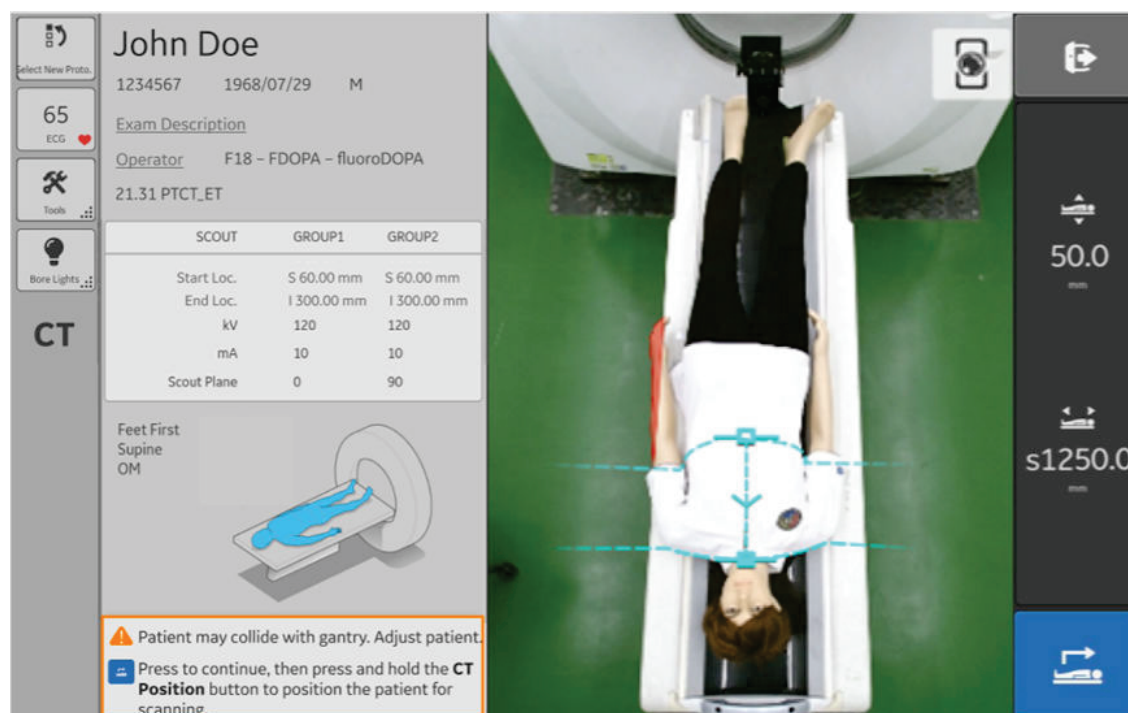 Select New Proto.
65
ECG
Tools
Bore Lights
CT
John Doe
1234567 1968/07/29 M
Exam Description
Operator F18 – FDOPA – fluoroDOPA
21.31 PTCT_ET
SCOUT GROUP1 GROUP2
Start Loc. S 60.00 mm S 60.00 mm
End Loc. I 300.00 mm I 300.00 mm
kV 120 120
mA 10 10
Scout Plane 0 90
Feet First
Supine
OM
Patient may collide with gantry. Adjust patient.
Press to continue, then press and hold the CT
Position button to position the patient for
scanning.
50.0
mm
s1250.0
mm